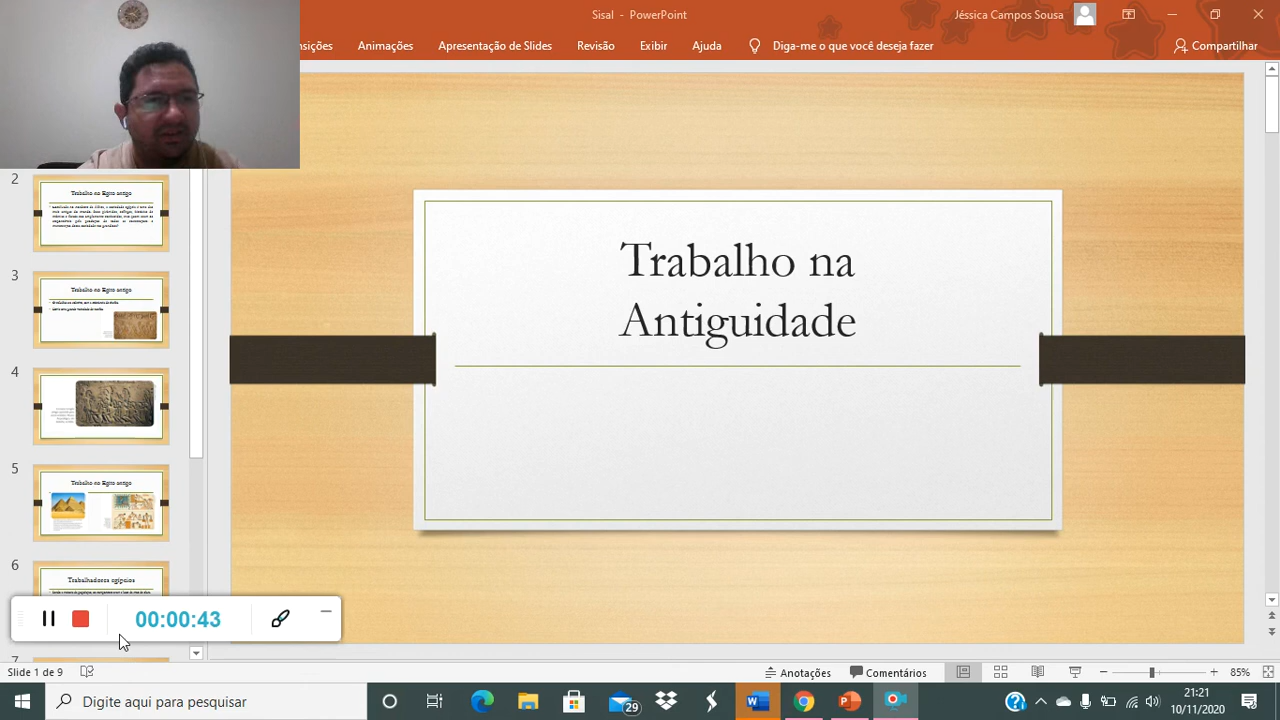 Sisal - PowerPoint
Jéssica Campos Sousa
Animações
Apresentação de Slides
Revisão
Exibir
Ajuda
Diga-me o que você deseja fazer
Compartilhar
2
Trabalho no Egito antigo
3
Trabalho no Egito antigo
4
5
Trabalho no Egito antigo
6
Trabalhadores egípcios
7
Trabalho na
Antiguidade
00:00:43
Slide 1 de 9
Anotações
Comentários
85%
Digite aqui para pesquisar
29
21:21
10/11/2020